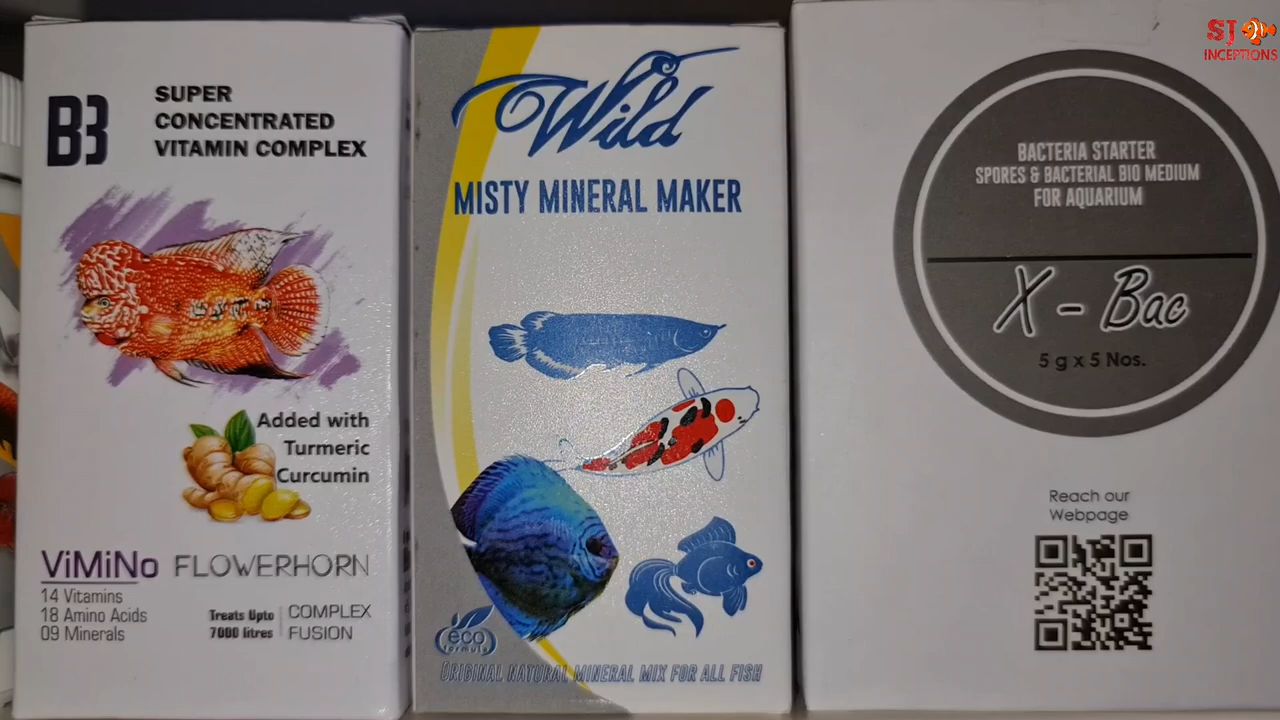 B3
SUPER
CONCENTRATED
VITAMIN COMPLEX
Added with
Turmeric
Curcumin
ViMiNo FLOWERHORN
14 Vitamins
18 Amino Acids
09 Minerals
Treats Upto
7000 litres
COMPLEX
FUSION
Wild
MISTY MINERAL MAKER
eco
formula
ORIGINAL NATURAL MINERAL MIX FOR ALL FISH
BACTERIA STARTER
SPORES & BACTERIAL BIO MEDIUM
FOR AQUARIUM
X - Bac
5 g x 5 Nos.
Reach our
Webpage
SJ
INCEPTIONS